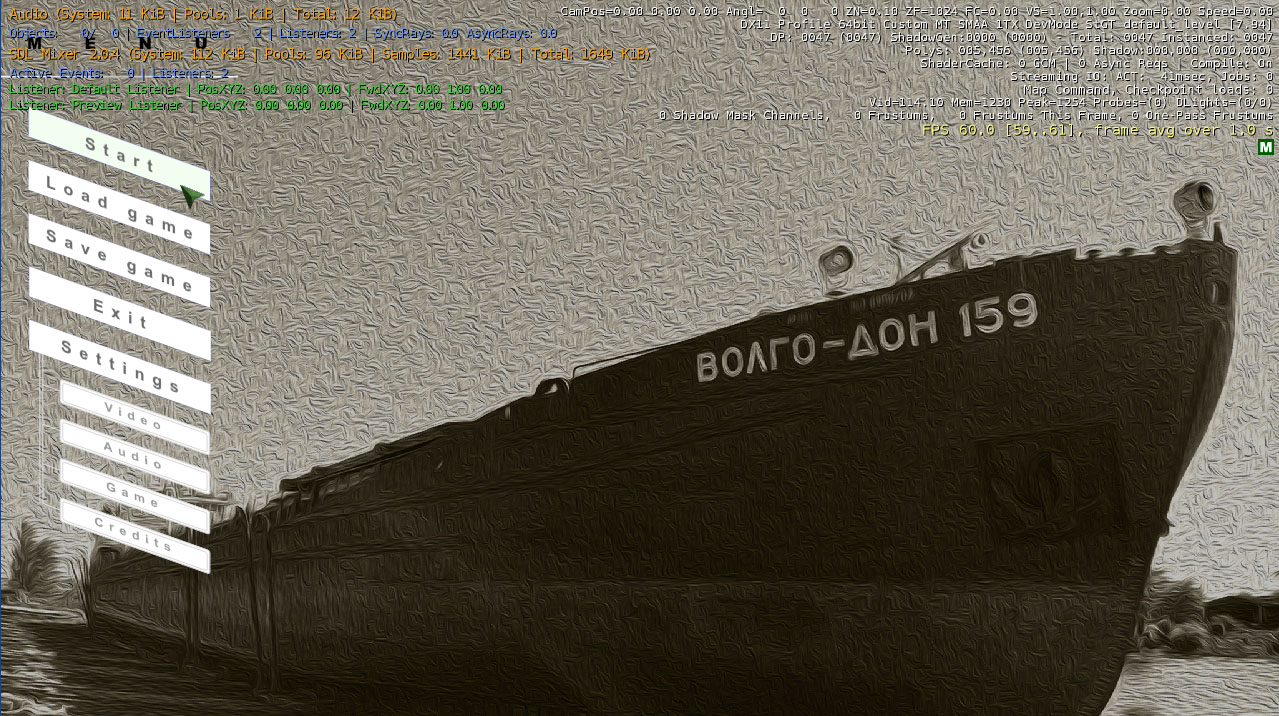 Audio (System: 11 KiB | Pools: 1 KiB | Total: 12 KiB)
Objects: 0/ 0 | EventListeners 2 | Listeners: 2 | SyncRays: 0.0 AsyncRays: 0.0
M E N U
SDL Mixer 2.0.4 (System: 112 KiB | Pools: 96 KiB | Samples: 1441 KiB | Total: 1649 KiB)
Active Events: 0 | Listeners: 2
Listener: Default Listener | PosXYZ: 0.00 0.00 0.00 | FwdXYZ: 0.00 1.00 0.00
Listener: Preview Listener | PosXYZ: 0.00 0.00 0.00 | FwdXYZ: 0.00 1.00 0.00
CamPos=0.00 0.00 0.00 Angl= 0 0 0 ZN=0.10 ZF=1024 FC=0.00 VS=1.00,1.00 Zoom=0.00 Speed=0.00
DX11 Profile 64bit Custom MT SMAA 1TX DevMode StGT default_level [7.94]
DP: 0047 (0047) ShadowGen:0000 (0000) - Total: 0047 Instanced: 0047
Polys: 005,456 (005,456) Shadow:000,000 (000,000)
ShaderCache: 0 GCM | 0 Async Reqs | Compile: On
Streaming IO: ACT: 41msec, Jobs: 0
Map Command, Checkpoint loads: 0
Vid=114.10 Mem=1230 Peak=1254 Probes=(0) DLights=(0/0)
0 Shadow Mask Channels, 0 Frustums, 0 Frustums This Frame, 0 One-Pass Frustums
FPS 60.0 [59..61], frame avg over 1.0 s
M
Start
Load game
Save game
Exit
Settings
Video
Audio
Game
Credits
ВОЛГО-ДОН 159